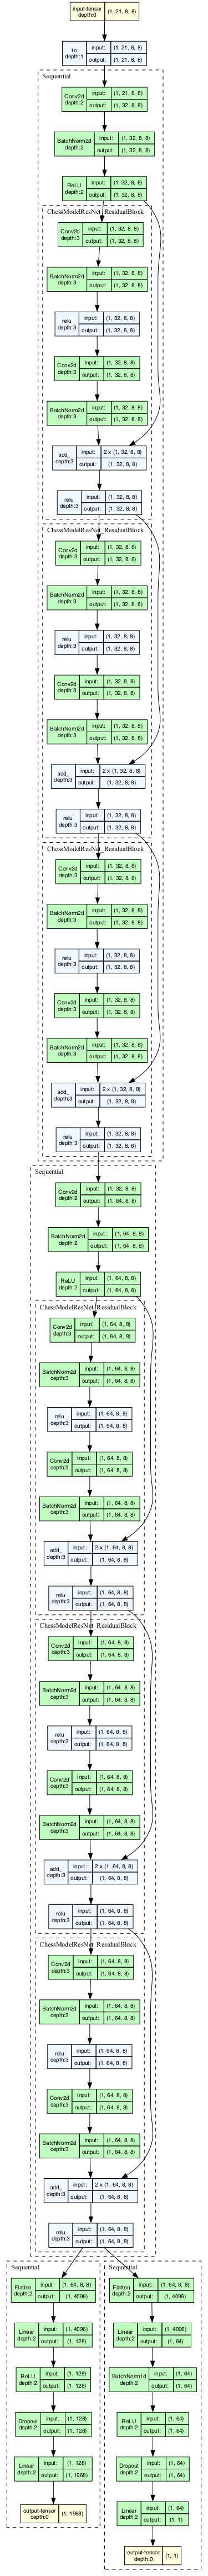 input-tensor
depth:0
(1, 21, 8, 8)
to
depth:1
input:
(1, 21, 8, 8)
output:
(1, 21, 8, 8)
Sequential
Conv2d
depth:2
input:
(1, 21, 8, 8)
output:
(1, 32, 8, 8)
BatchNorm2d
depth:2
input:
(1, 32, 8, 8)
output:
(1, 32, 8, 8)
ReLU
depth:2
input:
(1, 32, 8, 8)
output:
(1, 32, 8, 8)
ChessModelResNet_ResidualBlock
Conv2d
depth:3
input:
(1, 32, 8, 8)
output:
(1, 32, 8, 8)
BatchNorm2d
depth:3
input:
(1, 32, 8, 8)
output:
(1, 32, 8, 8)
relu
depth:3
input:
(1, 32, 8, 8)
output:
(1, 32, 8, 8)
Conv2d
depth:3
input:
(1, 32, 8, 8)
output:
(1, 32, 8, 8)
BatchNorm2d
depth:3
input:
(1, 32, 8, 8)
output:
(1, 32, 8, 8)
add_
depth:3
input:
2 x (1, 32, 8, 8)
output:
(1, 32, 8, 8)
relu
depth:3
input:
(1, 32, 8, 8)
output:
(1, 32, 8, 8)
ChessModelResNet_ResidualBlock
Conv2d
depth:3
input:
(1, 32, 8, 8)
output:
(1, 32, 8, 8)
BatchNorm2d
depth:3
input:
(1, 32, 8, 8)
output:
(1, 32, 8, 8)
relu
depth:3
input:
(1, 32, 8, 8)
output:
(1, 32, 8, 8)
Conv2d
depth:3
input:
(1, 32, 8, 8)
output:
(1, 32, 8, 8)
BatchNorm2d
depth:3
input:
(1, 32, 8, 8)
output:
(1, 32, 8, 8)
add_
depth:3
input:
2 x (1, 32, 8, 8)
output:
(1, 32, 8, 8)
relu
depth:3
input:
(1, 32, 8, 8)
output:
(1, 32, 8, 8)
ChessModelResNet_ResidualBlock
Conv2d
depth:3
input:
(1, 32, 8, 8)
output:
(1, 32, 8, 8)
BatchNorm2d
depth:3
input:
(1, 32, 8, 8)
output:
(1, 32, 8, 8)
relu
depth:3
input:
(1, 32, 8, 8)
output:
(1, 32, 8, 8)
Conv2d
depth:3
input:
(1, 32, 8, 8)
output:
(1, 32, 8, 8)
BatchNorm2d
depth:3
input:
(1, 32, 8, 8)
output:
(1, 32, 8, 8)
add_
depth:3
input:
2 x (1, 32, 8, 8)
output:
(1, 32, 8, 8)
relu
depth:3
input:
(1, 32, 8, 8)
output:
(1, 32, 8, 8)
Sequential
Conv2d
depth:2
input:
(1, 32, 8, 8)
output:
(1, 64, 8, 8)
BatchNorm2d
depth:2
input:
(1, 64, 8, 8)
output:
(1, 64, 8, 8)
ReLU
depth:2
input:
(1, 64, 8, 8)
output:
(1, 64, 8, 8)
ChessModelResNet_ResidualBlock
Conv2d
depth:3
input:
(1, 64, 8, 8)
output:
(1, 64, 8, 8)
BatchNorm2d
depth:3
input:
(1, 64, 8, 8)
output:
(1, 64, 8, 8)
relu
depth:3
input:
(1, 64, 8, 8)
output:
(1, 64, 8, 8)
Conv2d
depth:3
input:
(1, 64, 8, 8)
output:
(1, 64, 8, 8)
BatchNorm2d
depth:3
input:
(1, 64, 8, 8)
output:
(1, 64, 8, 8)
add_
depth:3
input:
2 x (1, 64, 8, 8)
output:
(1, 64, 8, 8)
relu
depth:3
input:
(1, 64, 8, 8)
output:
(1, 64, 8, 8)
ChessModelResNet_ResidualBlock
Conv2d
depth:3
input:
(1, 64, 8, 8)
output:
(1, 64, 8, 8)
BatchNorm2d
depth:3
input:
(1, 64, 8, 8)
output:
(1, 64, 8, 8)
relu
depth:3
input:
(1, 64, 8, 8)
output:
(1, 64, 8, 8)
Conv2d
depth:3
input:
(1, 64, 8, 8)
output:
(1, 64, 8, 8)
BatchNorm2d
depth:3
input:
(1, 64, 8, 8)
output:
(1, 64, 8, 8)
add_
depth:3
input:
2 x (1, 64, 8, 8)
output:
(1, 64, 8, 8)
relu
depth:3
input:
(1, 64, 8, 8)
output:
(1, 64, 8, 8)
ChessModelResNet_ResidualBlock
Conv2d
depth:3
input:
(1, 64, 8, 8)
output:
(1, 64, 8, 8)
BatchNorm2d
depth:3
input:
(1, 64, 8, 8)
output:
(1, 64, 8, 8)
relu
depth:3
input:
(1, 64, 8, 8)
output:
(1, 64, 8, 8)
Conv2d
depth:3
input:
(1, 64, 8, 8)
output:
(1, 64, 8, 8)
BatchNorm2d
depth:3
input:
(1, 64, 8, 8)
output:
(1, 64, 8, 8)
add_
depth:3
input:
2 x (1, 64, 8, 8)
output:
(1, 64, 8, 8)
relu
depth:3
input:
(1, 64, 8, 8)
output:
(1, 64, 8, 8)
Sequential
Flatten
depth:2
input:
(1, 64, 8, 8)
output:
(1, 4096)
Linear
depth:2
input:
(1, 4096)
output:
(1, 128)
ReLU
depth:2
input:
(1, 128)
output:
(1, 128)
Dropout
depth:2
input:
(1, 128)
output:
(1, 128)
Linear
depth:2
input:
(1, 128)
output:
(1, 1968)
output-tensor
depth:0
(1, 1968)
Sequential
Flatten
depth:2
input:
(1, 64, 8, 8)
output:
(1, 4096)
Linear
depth:2
input:
(1, 4096)
output:
(1, 64)
BatchNorm1d
depth:2
input:
(1, 64)
output:
(1, 64)
ReLU
depth:2
input:
(1, 64)
output:
(1, 64)
Dropout
depth:2
input:
(1, 64)
output:
(1, 64)
Linear
depth:2
input:
(1, 64)
output:
(1, 1)
output-tensor
depth:0
(1, 1)